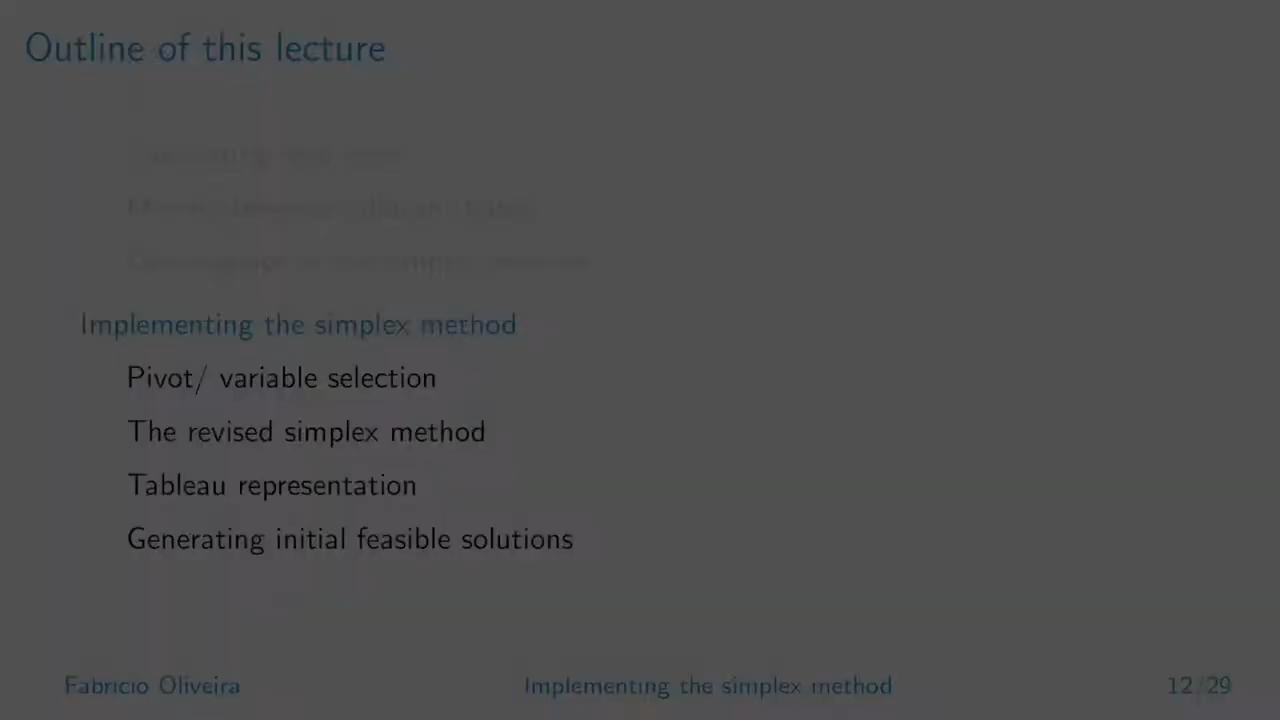 Outline of this lecture
Implementing the simplex method
Pivot/ variable selection
The revised simplex method
Tableau representation
Generating initial feasible solutions
Fabricio Oliveira
Implementing the simplex method
12/29